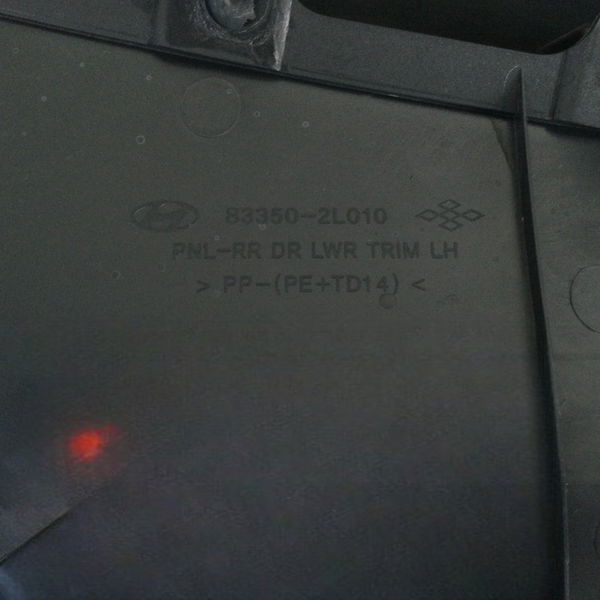 83350-2L010
PNL-RR DR LWR TRIM LH
> PP-(PE+TD14) <